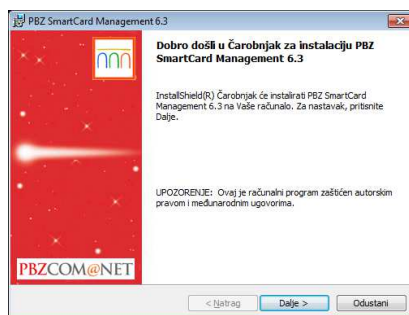 PBZ SmartCard Management 6.3
Dobro došli u Čarobnjak za instalaciju PBZ
SmartCard Management 6.3
InstallShield(R) Čarobnjak će instalirati PBZ SmartCard
Management 6.3 na Vaše računalo. Za nastavak, pritisnite
Dalje.
UPOZORENJE: Ovaj je računalni program zaštićen autorskim
pravom i međunarodnim ugovorima.
PBZCOM@NET
< Natrag
Dalje >
Odustani